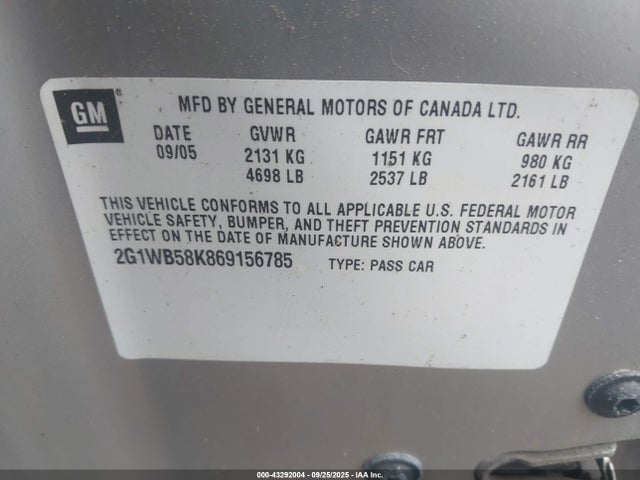 GM
MFD BY GENERAL MOTORS OF CANADA LTD.
DATE GVWR GAWR FRT GAWR RR
09/05 2131 KG 1151 KG 980 KG
4698 LB 2537 LB 2161 LB
THIS VEHICLE CONFORMS TO ALL APPLICABLE U.S. FEDERAL MOTOR
VEHICLE SAFETY, BUMPER, AND THEFT PREVENTION STANDARDS IN
EFFECT ON THE DATE OF MANUFACTURE SHOWN ABOVE.
2G1WB58K869156785 TYPE: PASS CAR
000-43292004 - 09/25/2025 - IAA, Inc.